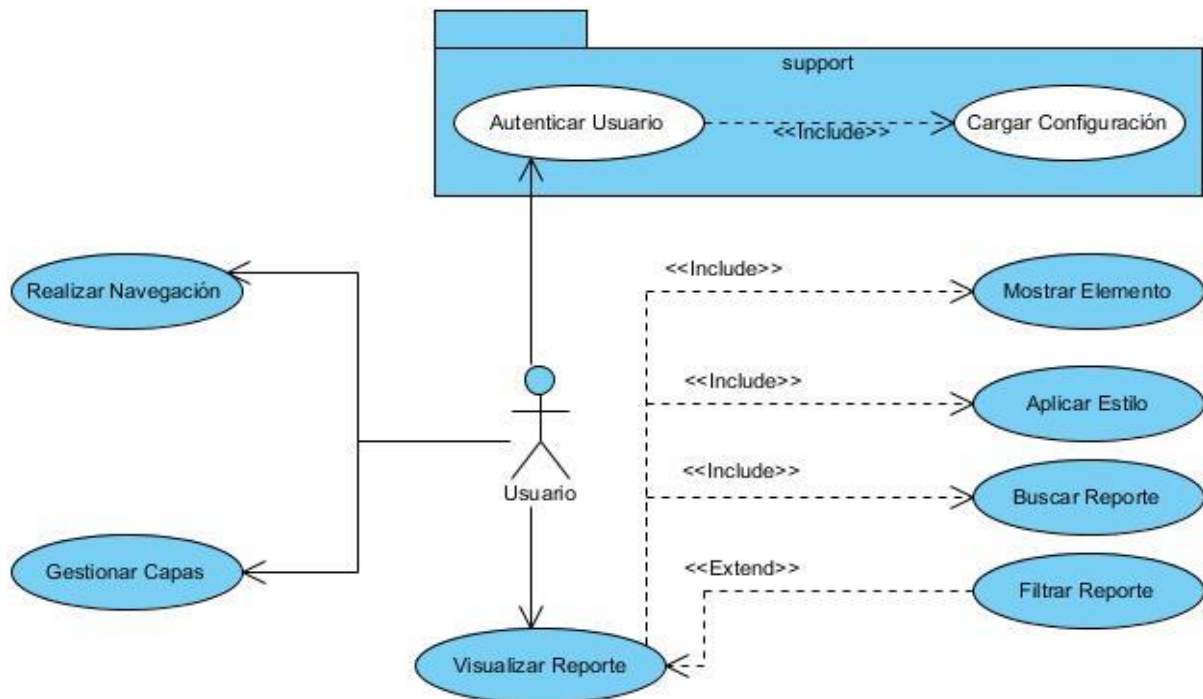 support
Autenticar Usuario
<<Include>>
Cargar Configuración
Realizar Navegación
<<Include>>
Mostrar Elemento
<<Include>>
Aplicar Estilo
Usuario
<<Include>>
Buscar Reporte
Gestionar Capas
<<Extend>>
Filtrar Reporte
Visualizar Reporte